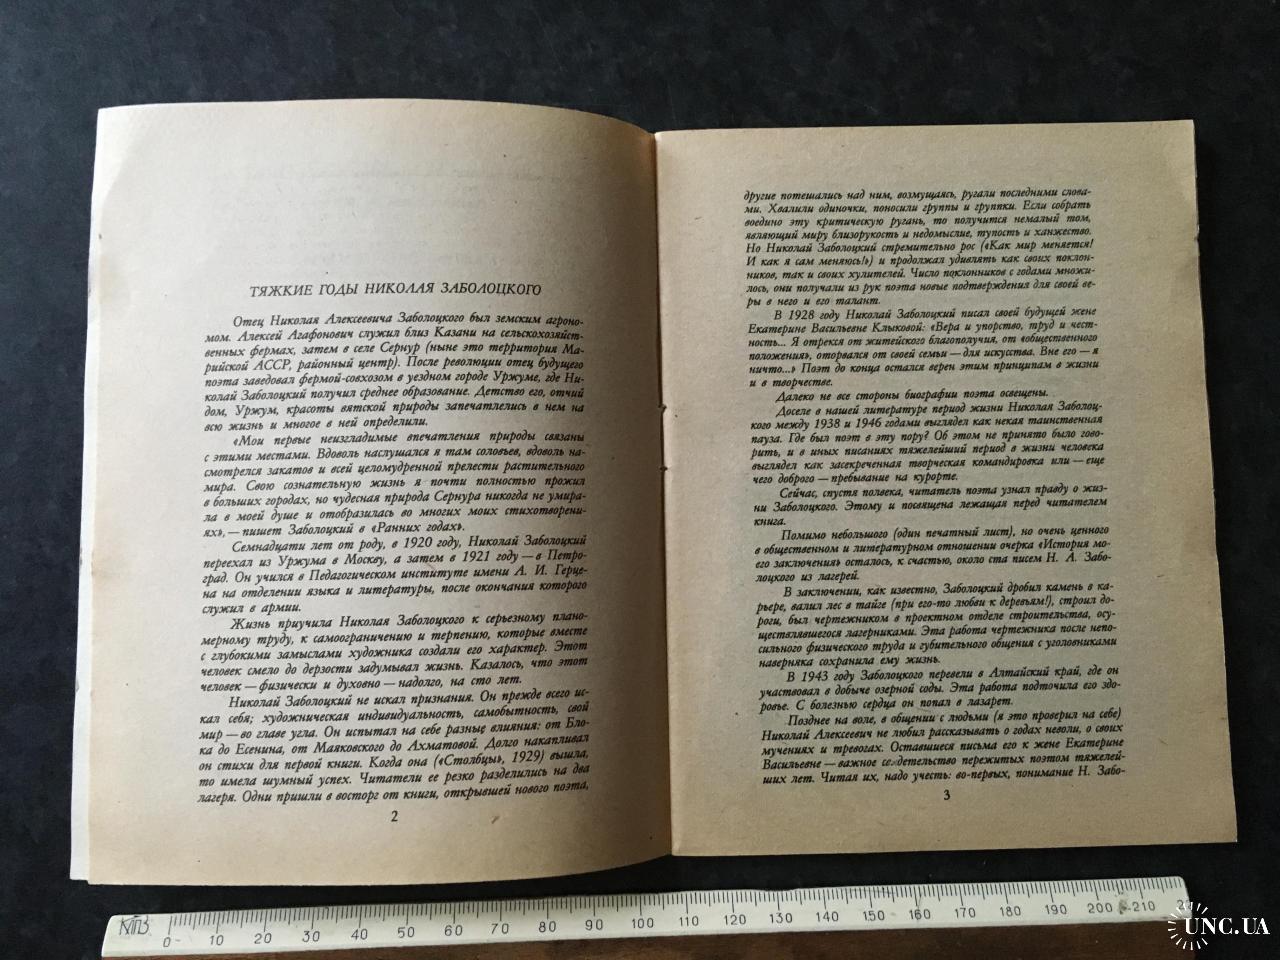 ТЯЖКИЕ ГОДЫ НИКОЛАЯ ЗАБОЛОЦКОГО
Отец Николая Алексеевича Заболоцкого был земским агроно-
мом. Алексей Агафонович служил близ Казани на сельскохозяйст-
венных фермах, затем в селе Сернур (ныне это территория Ма-
рийской АССР, районный центр). После революции отец будущего
поэта заведовал фермой-совхозом в уездном городе Уржуме, где Ни-
колай Заболоцкий получил среднее образование. Детство его, отчий
дом, Уржум, красоты вятской природы запечатлелись в нем на
всю жизнь и многое в ней определили.
«Мои первые неизгладимые впечатления природы связаны
с этими местами. Вдоволь наслушался я там соловьев, вдоволь на-
смотрелся закатов и всей целомудренной прелести растительного
мира. Свою сознательную жизнь я почти полностью прожил
в больших городах, но чудесная природа Сернура никогда не умира-
ла в моей душе и отобразилась во многих моих стихотворени-
ях», — пишет Заболоцкий в «Ранних годах».
Семнадцати лет от роду, в 1920 году, Николай Заболоцкий
переехал из Уржума в Москву, а затем в 1921 году — в Петро-
град. Он учился в Педагогическом институте имени А. И. Герце-
на на отделении языка и литературы, после окончания которого
служил в армии.
Жизнь приучила Николая Заболоцкого к серьезному плано-
мерному труду, к самоограничению и терпению, которые вместе
с глубокими замыслами художника создали его характер. Этот
человек смело до дерзости задумывал жизнь. Казалось, что этот
человек — физически и духовно — надолго, на сто лет.
Николай Заболоцкий не искал признания. Он прежде всего ис-
кал себя; художническая индивидуальность, самобытность, свой
мир — во главе угла. Он испытал на себе разные влияния: от Бло-
ка до Есенина, от Маяковского до Ахматовой. Долго накапливал
он стихи для первой книги. Когда она («Столбцы», 1929) вышла,
то имела шумный успех. Читатели ее резко разделились на два
лагеря. Одни пришли в восторг от книги, открывшей нового поэта,
2
другие потешались над ним, возмущаясь, ругали последними слова-
ми. Хвалили одиночки, поносили группы и группки. Если собрать
воедино эту критическую ругань, то получится немалый том,
являющий миру близорукость и недомыслие, тупость и ханжество.
Но Николай Заболоцкий стремительно рос («Как мир меняется!
И как я сам меняюсь!») и продолжал удивлять как своих поклон-
ников, так и своих хулителей. Число поклонников с годами множи-
лось, они получали из рук поэта новые подтверждения для своей ве-
ры в него и его талант.
В 1928 году Николай Заболоцкий писал своей будущей жене
Екатерине Васильевне Клыковой: «Вера и упорство, труд и чест-
ность... Я отрекся от житейского благополучия, от «общественного
положения», оторвался от своей семьи — для искусства. Вне его — я
ничто...» Поэт до конца остался верен этим принципам в жизни
и в творчестве.
Далеко не все стороны биографии поэта освещены.
Доселе в нашей литературе период жизни Николая Заболоц-
кого между 1938 и 1946 годами выглядел как некая таинственная
пауза. Где был поэт в эту пору? Об этом не принято было гово-
рить, и в иных писаниях тяжелейший период в жизни человека
выглядел как засекреченная творческая командировка или — еще
чего доброго — пребывание на курорте.
Сейчас, спустя полвека, читатель поэта узнал правду о жиз-
ни Заболоцкого. Этому и посвящена лежащая перед читателем
книга.
Помимо небольшого (один печатный лист), но очень ценного
в общественном и литературном отношении очерка «История мо-
его заключения» осталось, к счастью, около ста писем Н. А. Забо-
лоцкого из лагерей.
В заключении, как известно, Заболоцкий дробил камень в ка-
рьере, валил лес в тайге (при его-то любви к деревьям!), строил до-
роги, был чертежником в проектном отделе строительства, осу-
ществлявшегося лагерниками. Эта работа чертежника после непо-
сильного физического труда и губительного общения с уголовниками
наверняка сохранила ему жизнь.
В 1943 году Заболоцкого перевели в Алтайский край, где он
участвовал в добыче озерной соды. Эта работа подточила его здо-
ровье. С болезнью сердца он попал в лазарет.
Позднее на воле, в общении с людьми (я это проверил на себе)
Николай Алексеевич не любил рассказывать о годах неволи, о своих
мучениях и тревогах. Оставшиеся письма его к жене Екатерине
Васильевне — важное свидетельство пережитых поэтом тяжелей-
ших лет. Читая их, надо учесть: во-первых, понимание Н. Забо-
3
0 10 20 30 40 50 60 70 80 90 100 110 120 130 140 150 160 170 180 190 200 210
UNC.UA